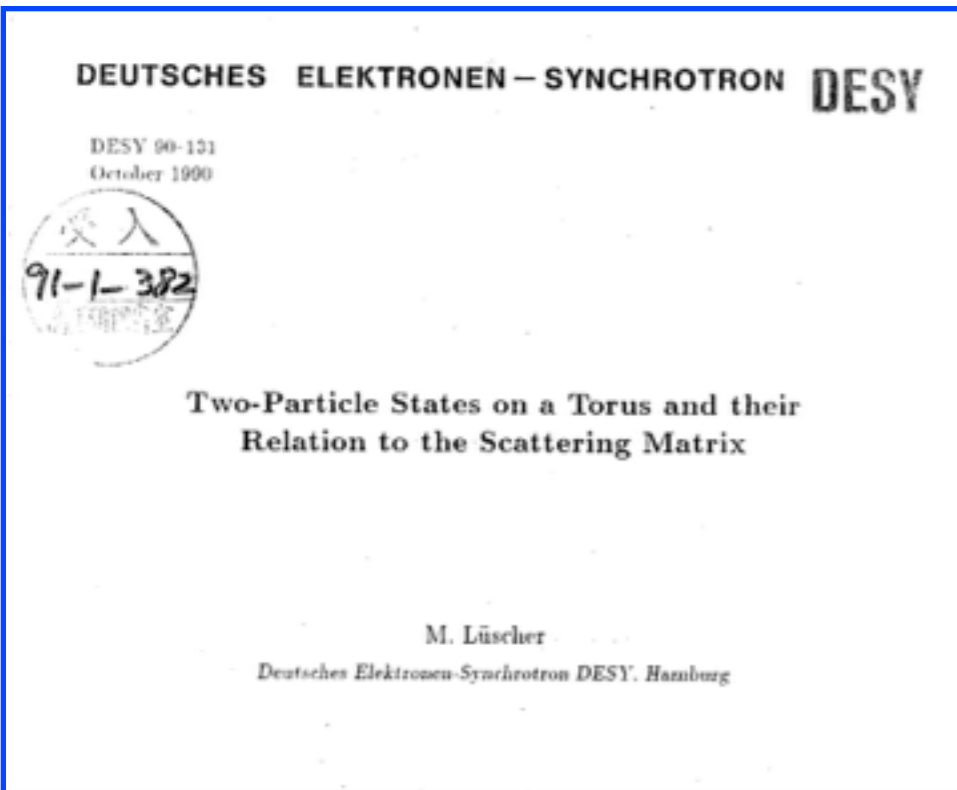 DEUTSCHES ELEKTRONEN – SYNCHROTRON DESY
DESY 90-131
October 1990
受入
91-1-382
Two-Particle States on a Torus and their
Relation to the Scattering Matrix
M. Lüscher
Deutsches Elektronen-Synchrotron DESY, Hamburg